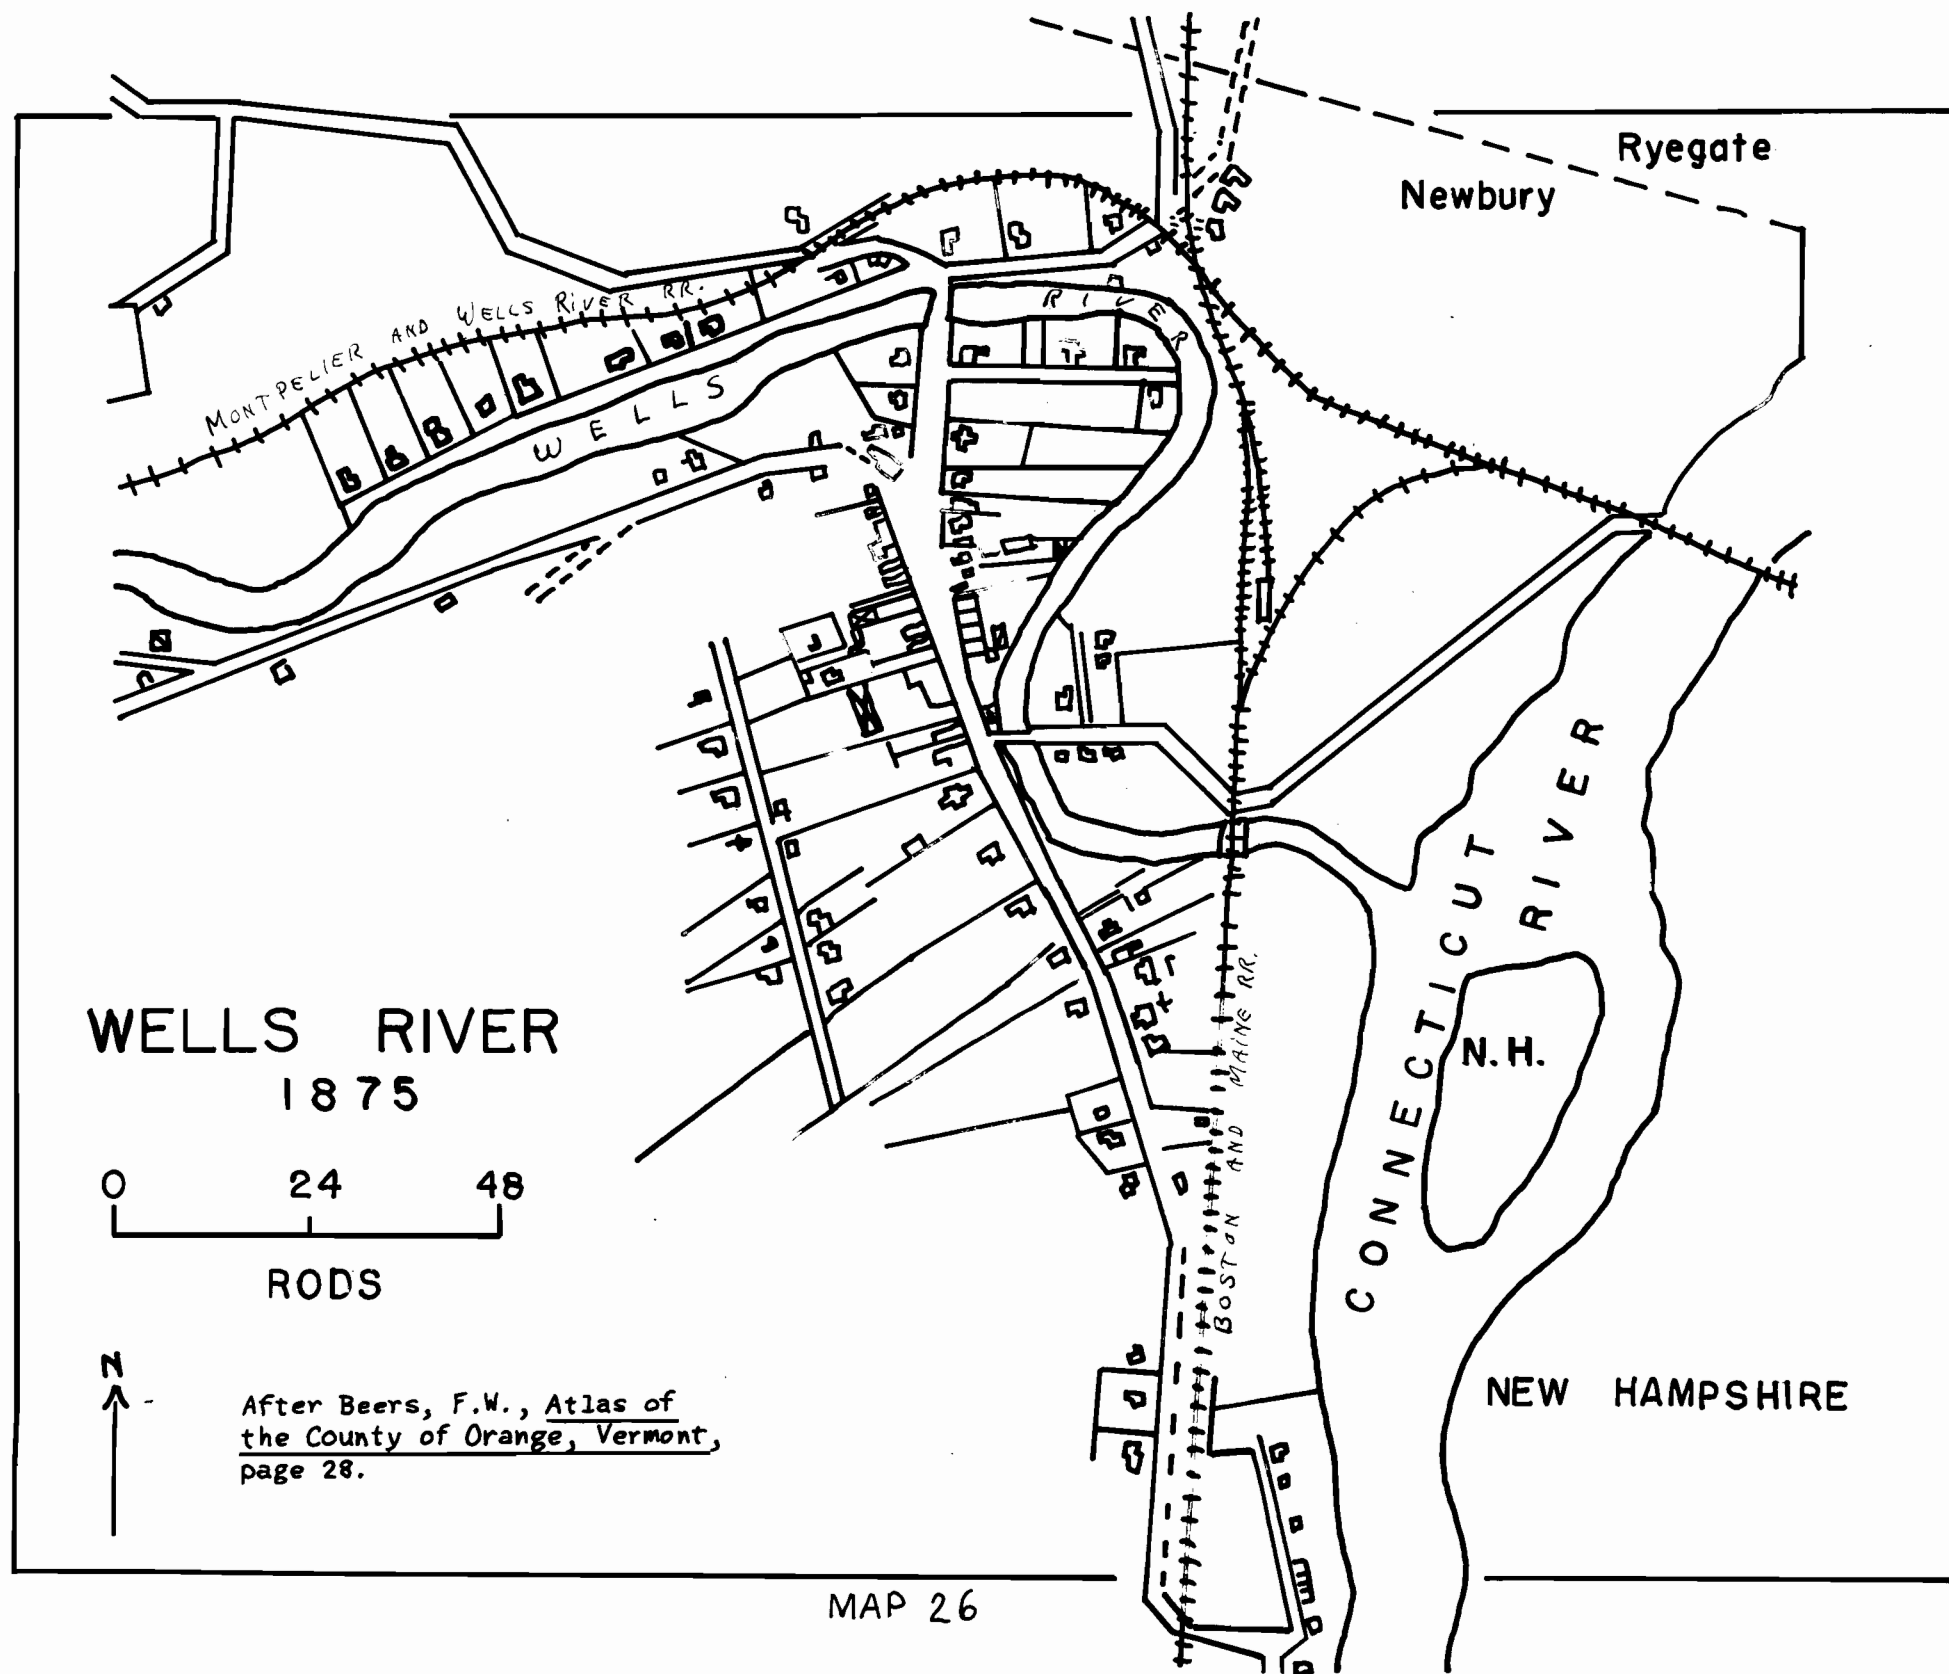 Ryegate
Newbury
MONTPELIER AND WELLS RIVER RR.
WELLS RIVER
CONNECTICUT RIVER
N.H.
BOSTON AND MAINE RR.
NEW HAMPSHIRE
WELLS RIVER
1875
0 24 48
RODS
N
After Beers, F.W., Atlas of
the County of Orange, Vermont,
page 28.
MAP 26